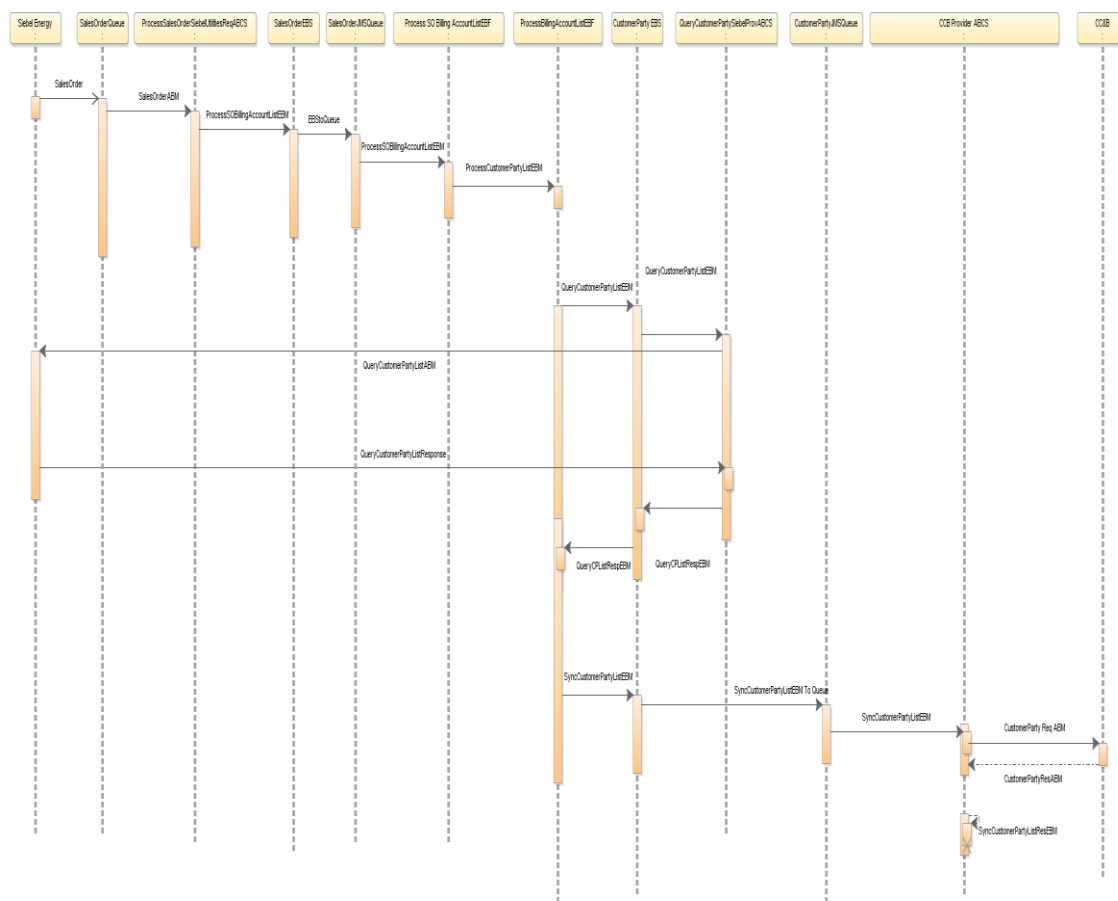 Siebel Energy
SalesOrderQueue
ProcessSalesOrderSiebelUtilitiesReqABCS
SalesOrderEBS
SalesOrderJMSQueue
Process SO Billing AccountListEBF
ProcessBillingAccountListEBF
CustomerParty EBS
QueryCustomerPartySiebelProvABCS
CustomerPartyJMSQueue
CCB Provider ABCS
CC&B
SalesOrder
SalesOrderABM
ProcessSOBillingAccountListEBM
EBStoQueue
ProcessSOBillingAccountListEBM
ProcessCustomerPartyListEBM
QueryCustomerPartyListEBM
QueryCustomerPartyListEBM
QueryCustomerPartyListABM
QueryCustomerPartyListResponse
QueryCPListRespEBM
QueryCPListRespEBM
SyncCustomerPartyListEBM
SyncCustomerPartyListEBM To Queue
SyncCustomerPartyListEBM
CustomerParty Req ABM
CustomerPartyResABM
SyncCustomerPartyListResEBM